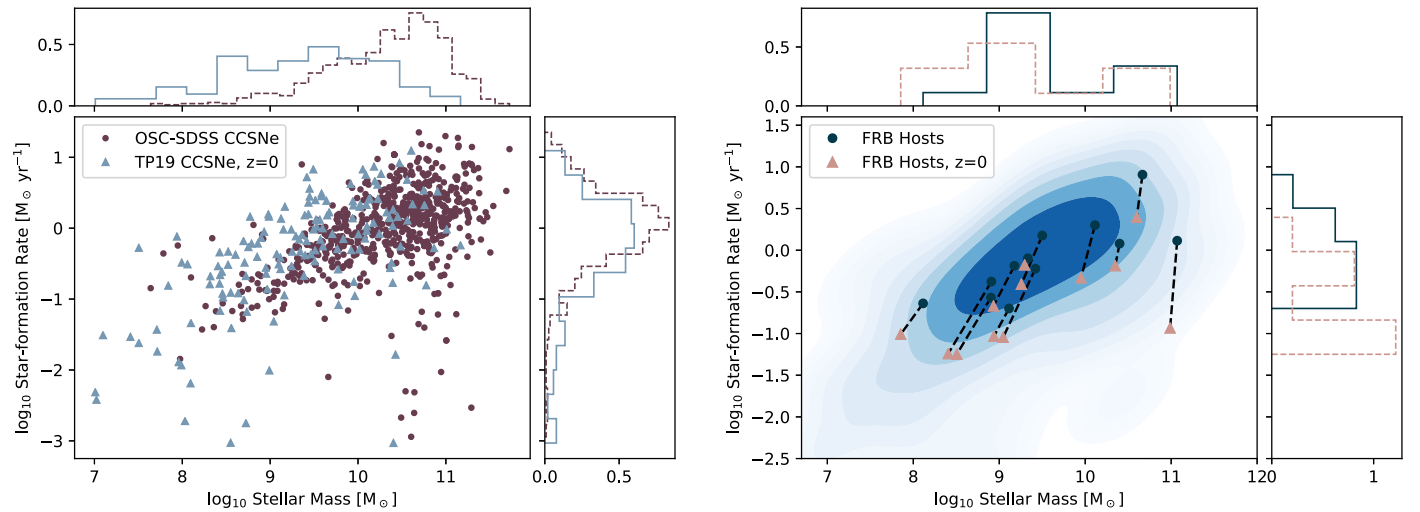 0.5
0.0
OSC-SDSS CCSNe
TP19 CCSNe, z=0
1
0
−1
−2
−3
log₁₀ Star-formation Rate [M⊙ yr⁻¹]
7 8 9 10 11
log₁₀ Stellar Mass [M⊙]
0.0 0.5
0.5
0.0
FRB Hosts
FRB Hosts, z=0
1.5
1.0
0.5
0.0
−0.5
−1.0
−1.5
−2.0
−2.5
log₁₀ Star-formation Rate [M⊙ yr⁻¹]
7 8 9 10 11 12
log₁₀ Stellar Mass [M⊙]
0 1